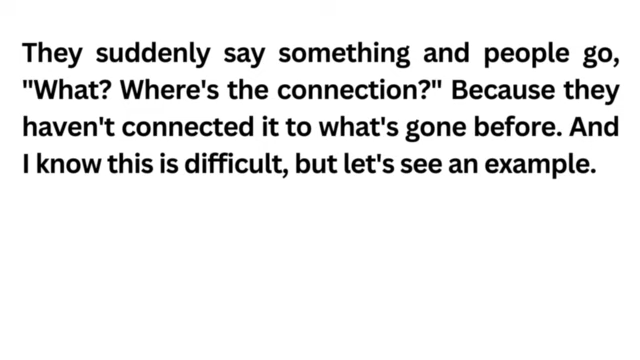 They suddenly say something and people go,
"What? Where's the connection?" Because they
haven't connected it to what's gone before. And
I know this is difficult, but let's see an example.